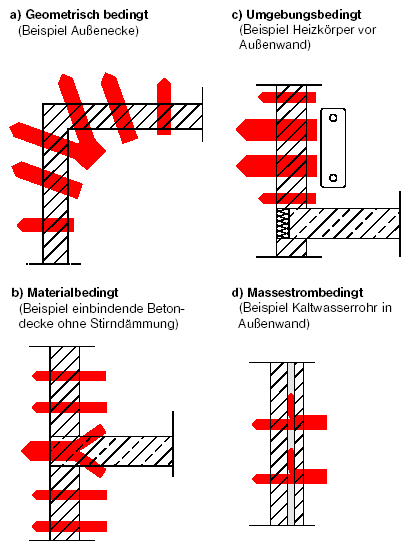 a) Geometrisch bedingt
(Beispiel Außenecke)
c) Umgebungsbedingt
(Beispiel Heizkörper vor
Außenwand)
b) Materialbedingt
(Beispiel einbindende Beton-
decke ohne Stirndämmung)
d) Massestrombedingt
(Beispiel Kaltwasserrohr in
Außenwand)